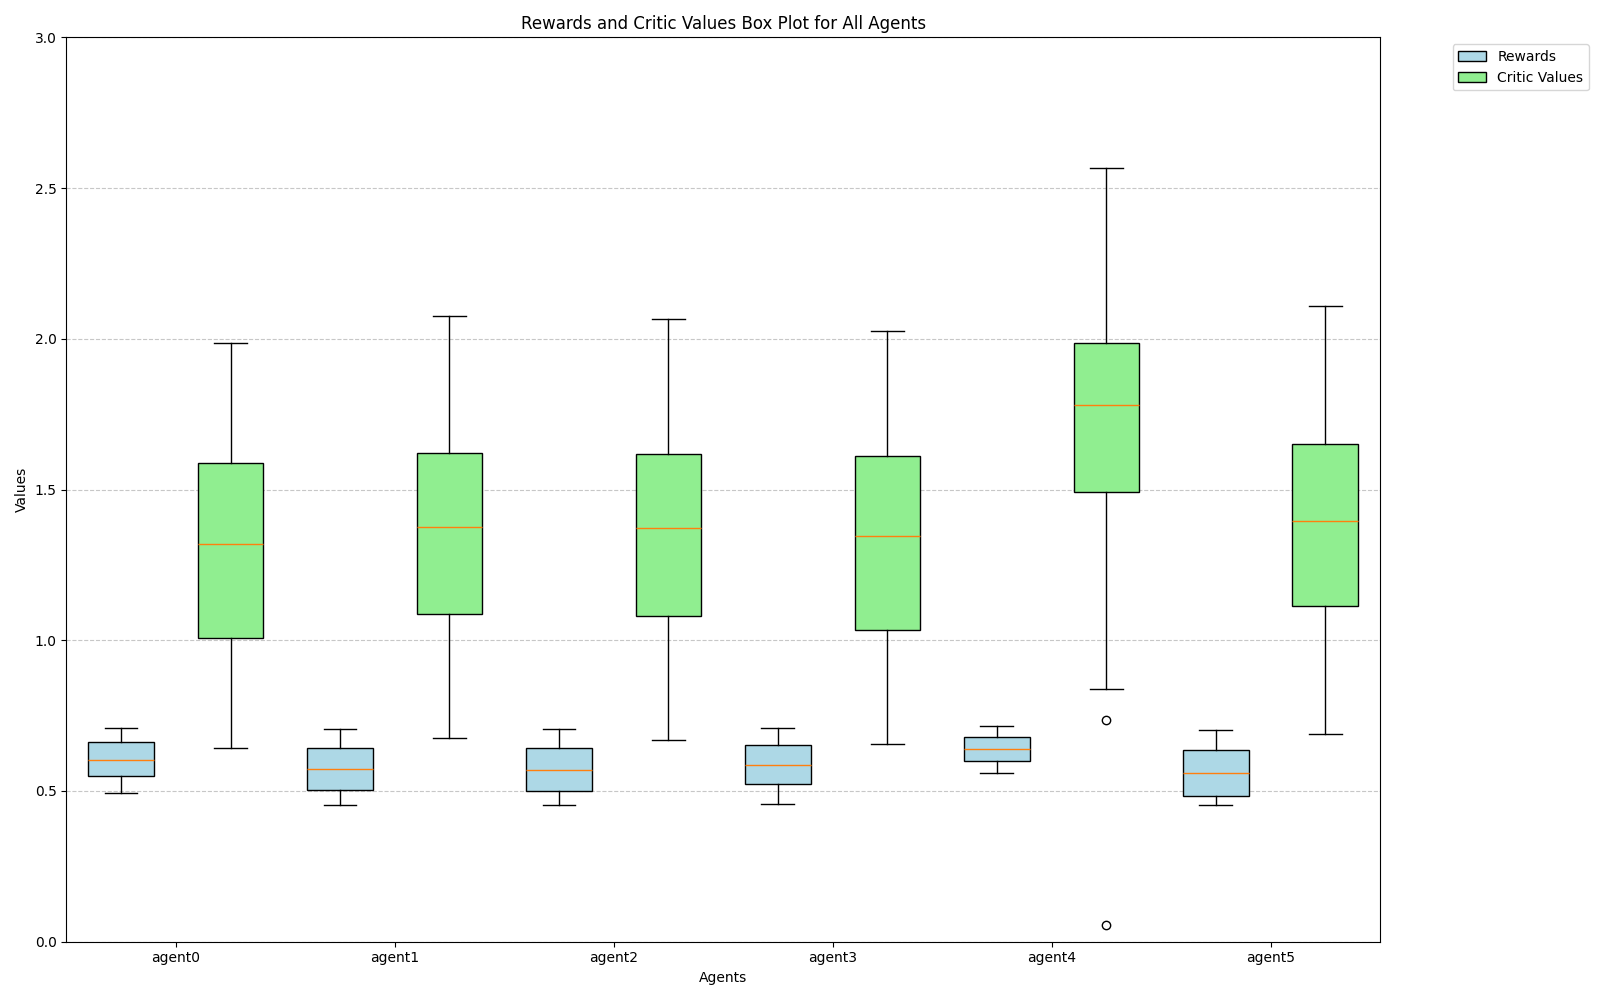 Rewards and Critic Values Box Plot for All Agents
Rewards
Critic Values
3.0
2.5
2.0
1.5
1.0
0.5
0.0
Values
agent0
agent1
agent2
agent3
agent4
agent5
Agents